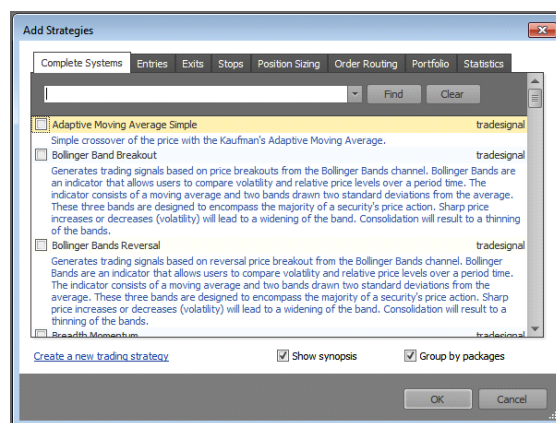 Add Strategies
Complete Systems Entries Exits Stops Position Sizing Order Routing Portfolio Statistics
Find Clear
Adaptive Moving Average Simple tradesignal
Simple crossover of the price with the Kaufman's Adaptive Moving Average.
Bollinger Band Breakout tradesignal
Generates trading signals based on price breakouts from the Bollinger Bands channel. Bollinger Bands are
an indicator that allows users to compare volatility and relative price levels over a period time. The
indicator consists of a moving average and two bands drawn two standard deviations from the average.
These three bands are designed to encompass the majority of a security's price action. Sharp price
increases or decreases (volatility) will lead to a widening of the band. Consolidation will result to a thinning
of the bands.
Bollinger Bands Reversal tradesignal
Generates trading signals based on reversal price breakout from the Bollinger Bands channel. Bollinger
Bands are an indicator that allows users to compare volatility and relative price levels over a period time.
The indicator consists of a moving average and two bands drawn two standard deviations from the
average. These three bands are designed to encompass the majority of a security's price action. Sharp
price increases or decreases (volatility) will lead to a widening of the band. Consolidation will result to a
thinning of the bands.
Breadth Momentum tradesignal
Create a new trading strategy Show synopsis Group by packages
OK Cancel